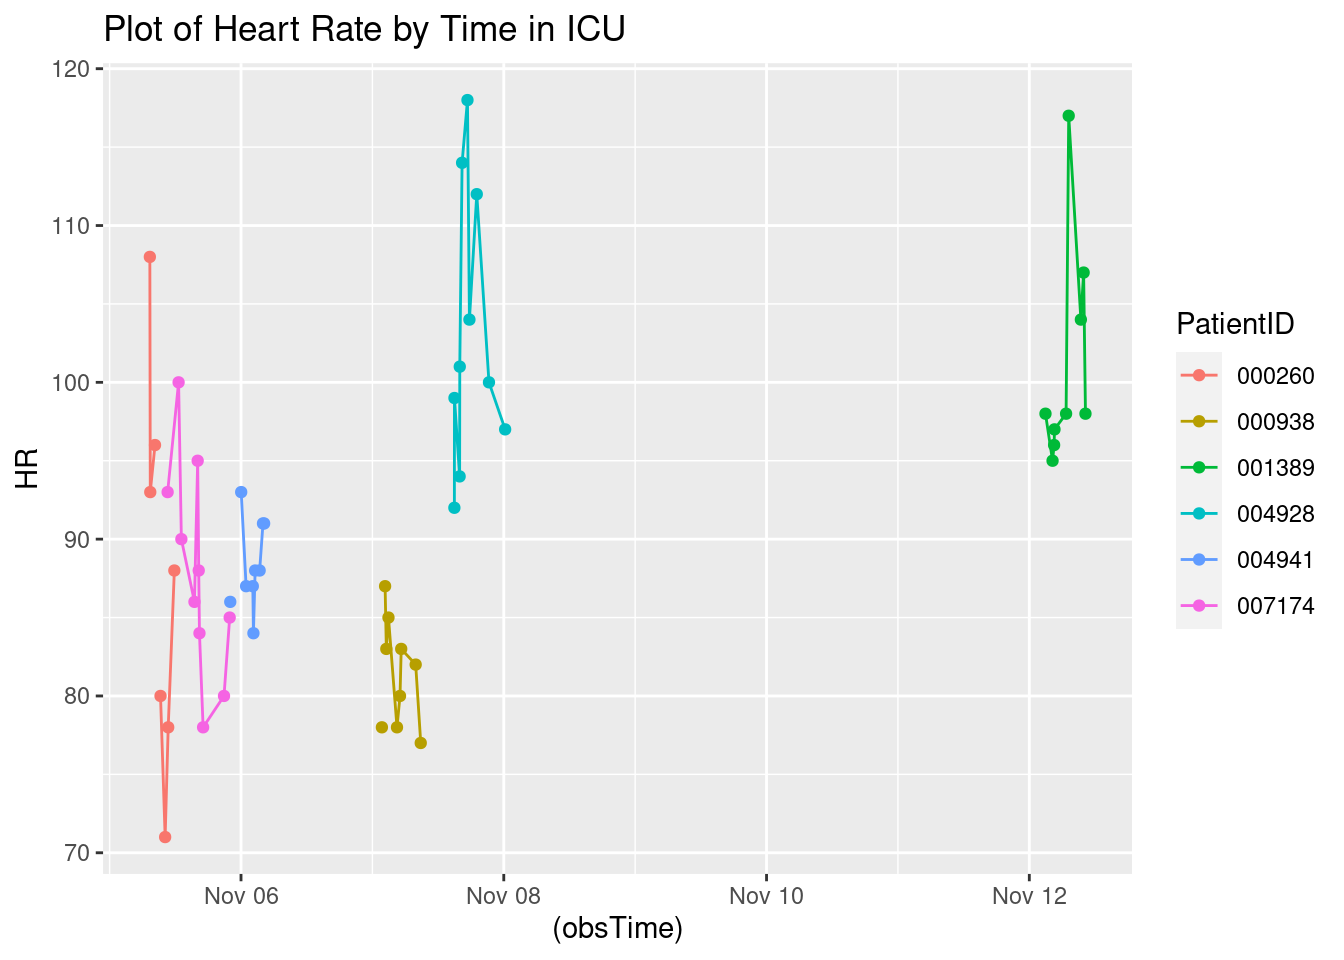 Plot of Heart Rate by Time in ICU
120
110
100
90
80
70
HR
Nov 06
Nov 08
Nov 10
Nov 12
(obsTime)
PatientID
000260
000938
001389
004928
004941
007174